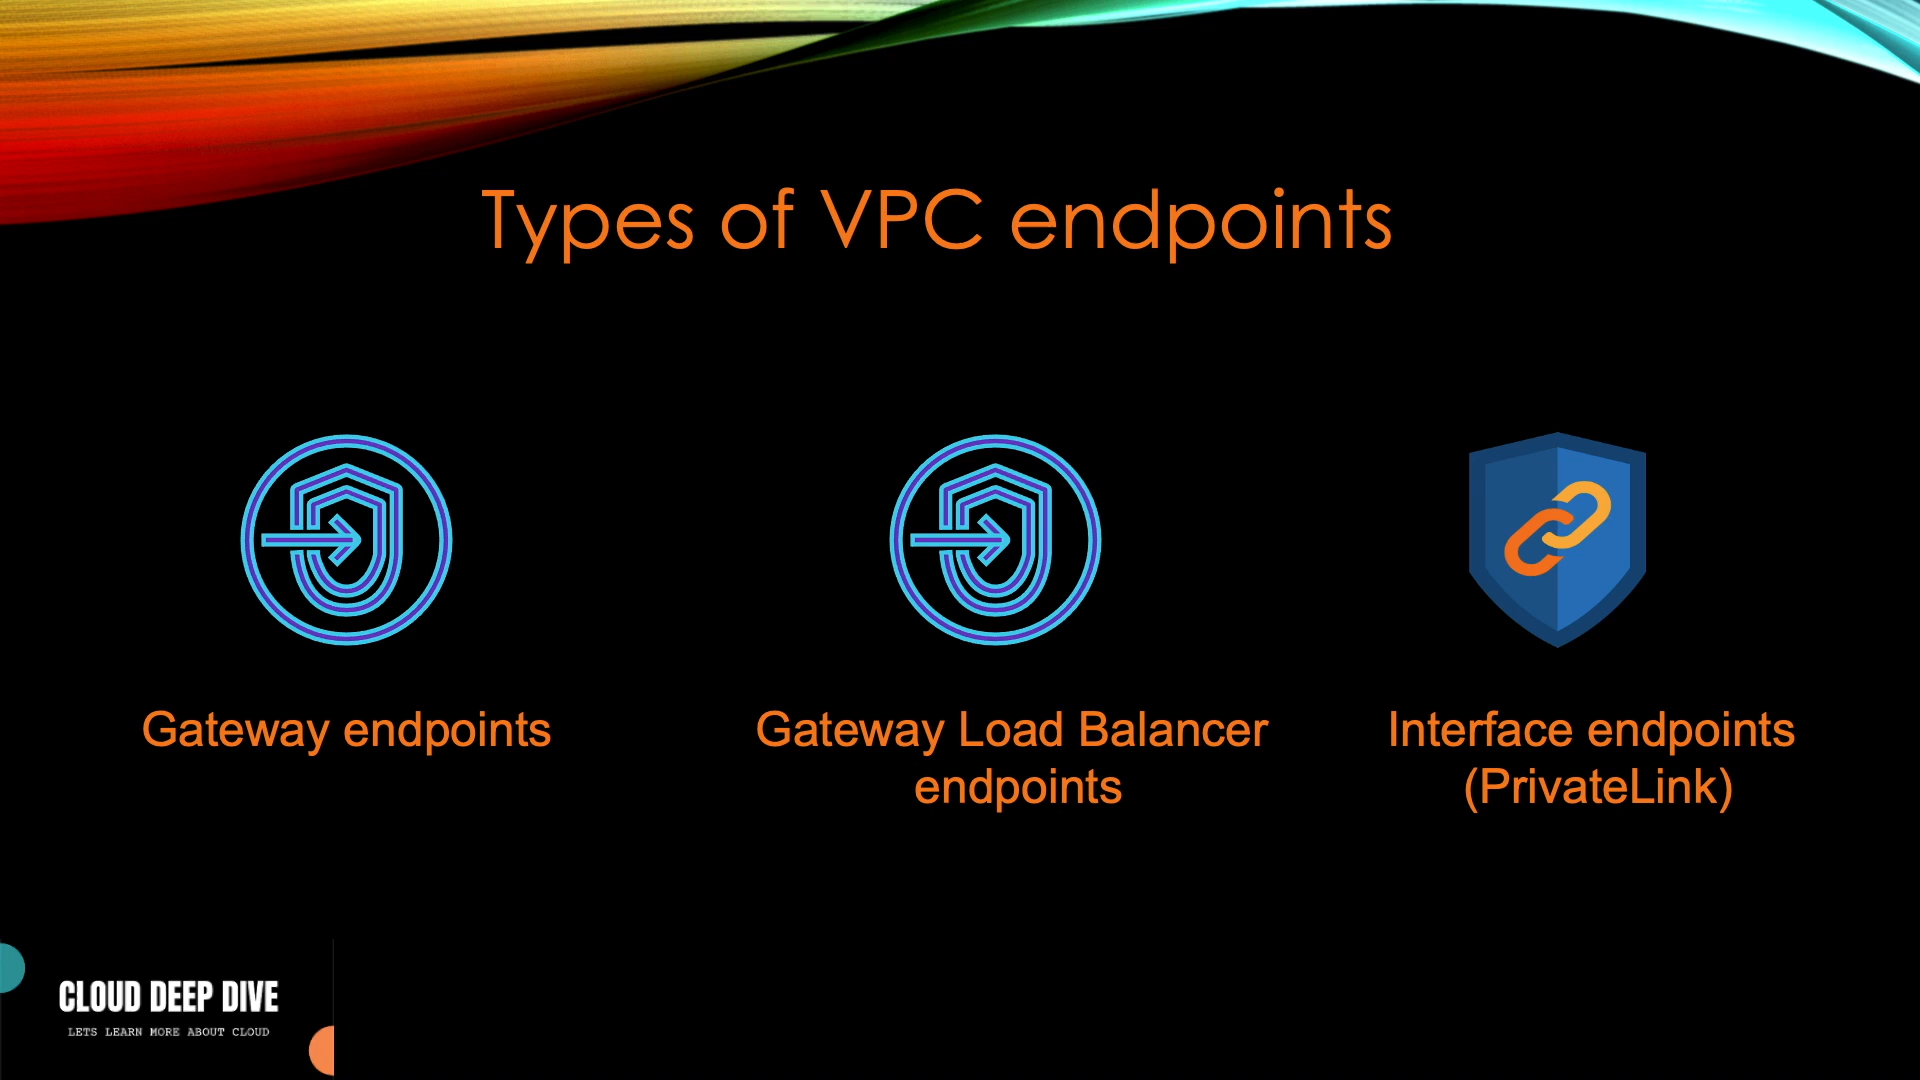 Types of VPC endpoints
Gateway endpoints
Gateway Load Balancer
endpoints
Interface endpoints
(PrivateLink)
CLOUD DEEP DIVE
LETS LEARN MORE ABOUT CLOUD